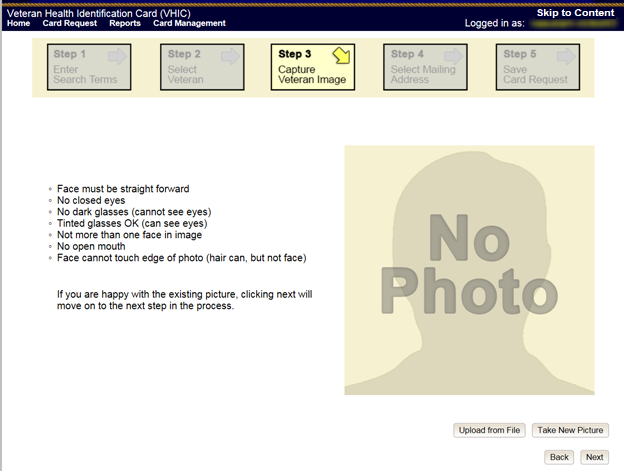 Veteran Health Identification Card (VHIC)
Skip to Content
Home Card Request Reports Card Management
Logged in as:
Step 1
Enter
Search Terms
Step 2
Select
Veteran
Step 3
Capture
Veteran Image
Step 4
Select Mailing
Address
Step 5
Save
Card Request
Face must be straight forward
No closed eyes
No dark glasses (cannot see eyes)
Tinted glasses OK (can see eyes)
Not more than one face in image
No open mouth
Face cannot touch edge of photo (hair can, but not face)
If you are happy with the existing picture, clicking next will
move on to the next step in the process.
No
Photo
Upload from File
Take New Picture
Back
Next